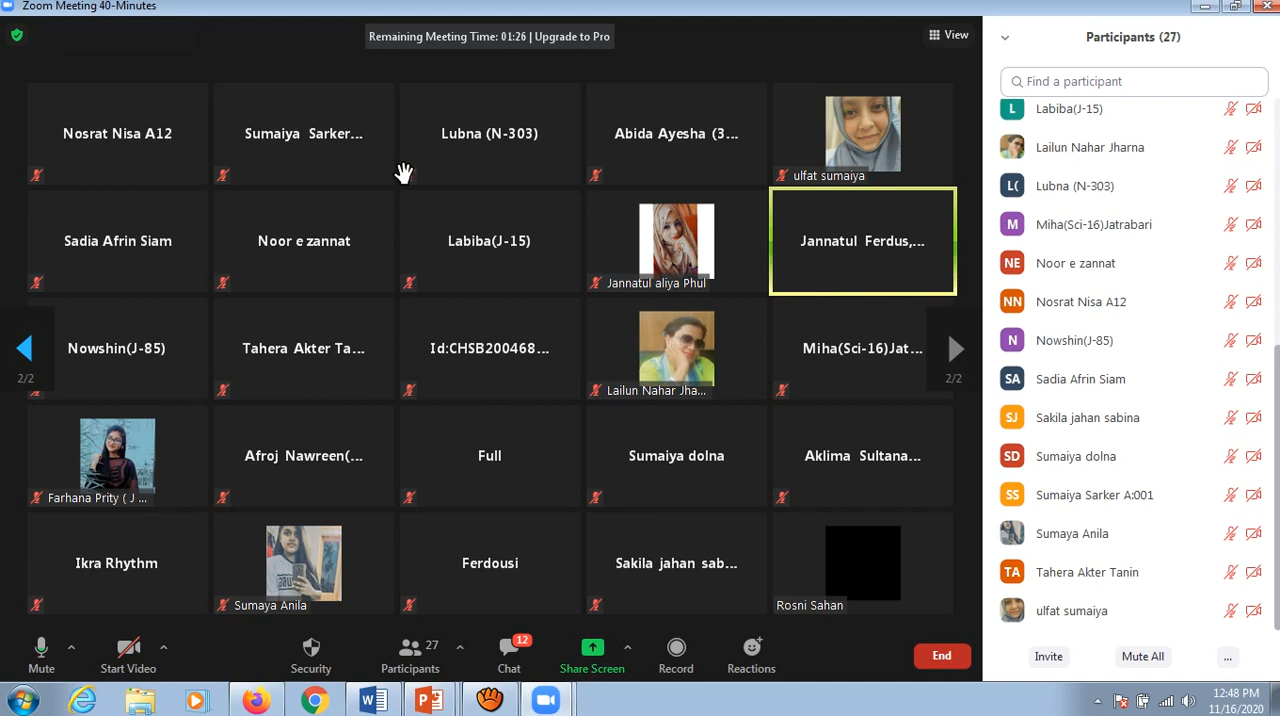 Zoom Meeting 40-Minutes
Remaining Meeting Time: 01:26 | Upgrade to Pro
View
Nosrat Nisa A12
Sumaiya Sarker...
Lubna (N-303)
Abida Ayesha (3...
ulfat sumaiya
Sadia Afrin Siam
Noor e zannat
Labiba(J-15)
Jannatul aliya Phul
Jannatul Ferdus,...
Nowshin(J-85)
Tahera Akter Ta...
Id:CHSB200468...
Lailun Nahar Jha...
Miha(Sci-16)Jat...
2/2
2/2
Farhana Prity ( J ...
Afroj Nawreen(...
Full
Sumaiya dolna
Aklima Sultana...
Ikra Rhythm
Sumaya Anila
Ferdousi
Sakila jahan sab...
Rosni Sahan
Mute
Start Video
Security
27
Participants
12
Chat
Share Screen
Record
Reactions
End
Participants (27)
Find a participant
L Labiba(J-15)
Lailun Nahar Jharna
L( Lubna (N-303)
M Miha(Sci-16)Jatrabari
NE Noor e zannat
NN Nosrat Nisa A12
N Nowshin(J-85)
SA Sadia Afrin Siam
SJ Sakila jahan sabina
SD Sumaiya dolna
SS Sumaiya Sarker A:001
Sumaya Anila
TA Tahera Akter Tanin
ulfat sumaiya
Invite
Mute All
...
12:48 PM
11/16/2020